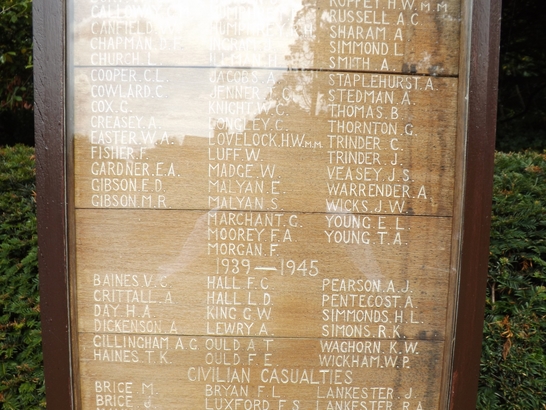 RUFFEY H.W. M M
RUSSELL A C
CANFIELD
SHARAM A
CHAPMAN D.F.
SIMMOND L
CHURCH L
SMITH A
COOPER C.L. JACOBS A STAPLEHURST A
COWLARD C JENNER J C STEDMAN A
COX G KNIGHT W C THOMAS B
CREASEY A LONGLEY C THORNTON G
EASTER W.A. LOVELOCK.H.W.M.M TRINDER C
FISHER F LUFF W. TRINDER J.
GARDNER.E.A. MADGE W. VEASEY J.S
GIBSON E.D. MALYAN E. WARRENDER A
GIBSON M.R. MALYAN S. WICKS.J.W.
MARCHANT.G. YOUNG E L
MOOREY F.A YOUNG T.A.
MORGAN F.
1939 — 1945
BAINES V.C. HALL F.C PEARSON A.J.
CRITTALL A HALL L D PENTECOST A
DAY H A KING G W SIMMONDS H L
DICKENSON A LEWRY A. SIMONS R.K
GILLINGHAM A G OULD A T WAGHORN K.W.
HAINES T.K. OULD F E WICKHAM.W.P.
CIVILIAN CASUALTIES
BRICE M. BRYAN F L LANKESTER J
BRICE J. LUXFORD E S LANKESTER